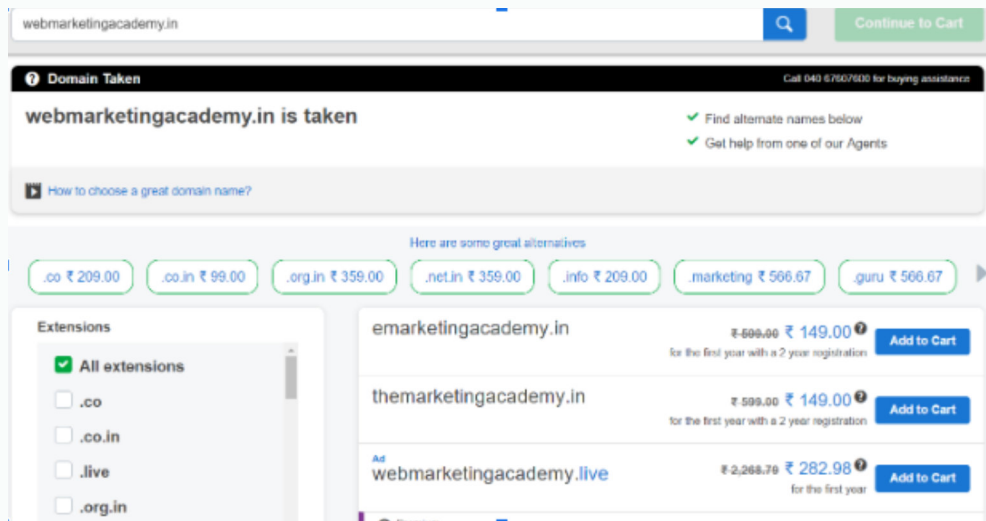 webmarketingacademy.in
Continue to Cart
Domain Taken
Call 040 67607600 for buying assistance
webmarketingacademy.in is taken
Find alternate names below
Get help from one of our Agents
How to choose a great domain name?
Here are some great alternatives
.co ₹ 209.00
.co.in ₹ 99.00
.org.in ₹ 359.00
.net.in ₹ 359.00
.info ₹ 209.00
.marketing ₹ 566.67
.guru ₹ 566.67
Extensions
All extensions
.co
.co.in
.live
.org.in
emarketingacademy.in
₹ 599.00 ₹ 149.00
for the first year with a 2 year registration
Add to Cart
themarketingacademy.in
₹ 599.00 ₹ 149.00
for the first year with a 2 year registration
Add to Cart
Ad
webmarketingacademy.live
₹ 2,268.79 ₹ 282.98
for the first year
Add to Cart